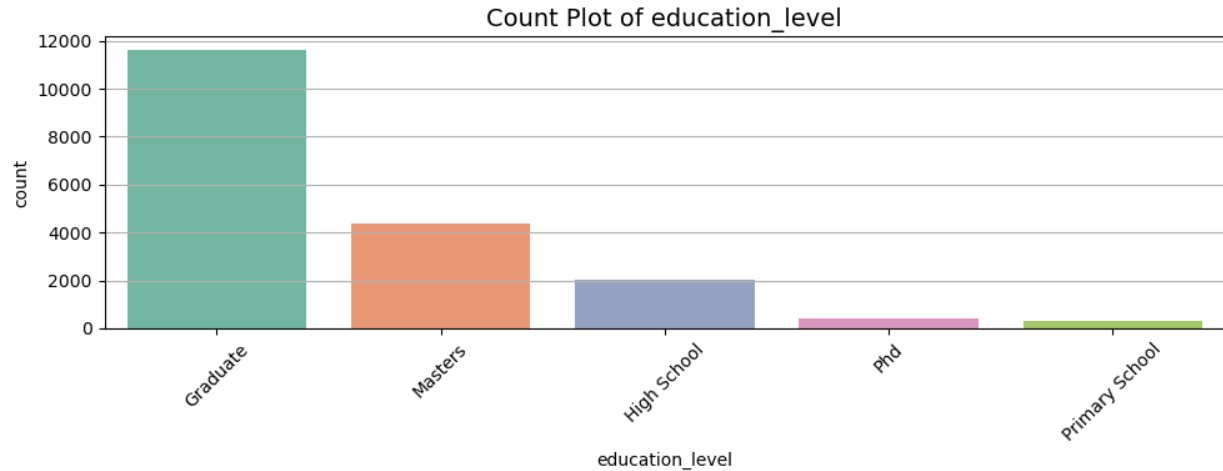 Count Plot of education_level
12000
10000
8000
6000
4000
2000
0
count
Graduate
Masters
High School
Phd
Primary School
education_level